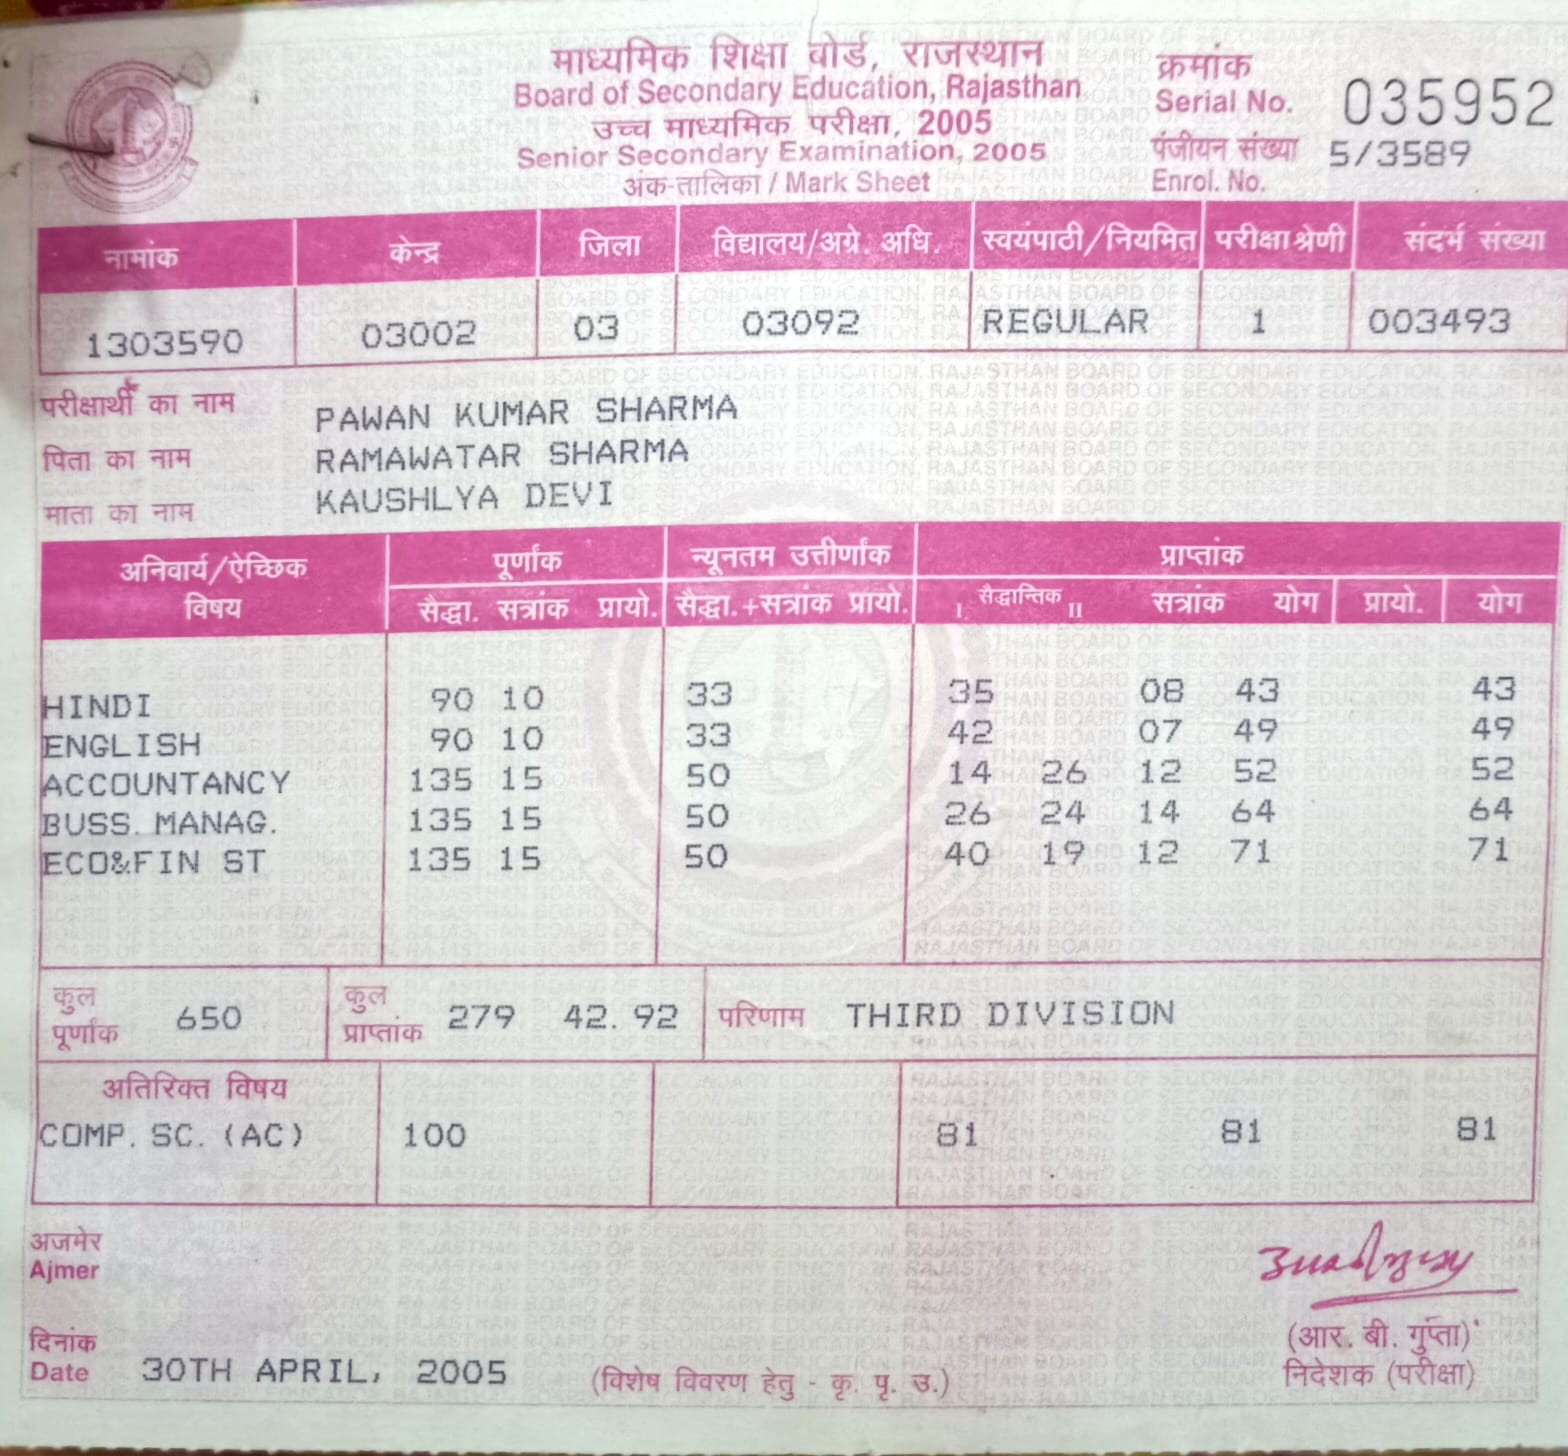 माध्यमिक शिक्षा बोर्ड, राजस्थान
Board of Secondary Education, Rajasthan
उच्च माध्यमिक परीक्षा, 2005
Senior Secondary Examination, 2005
अंक-तालिका / Mark Sheet
क्रमांक
Serial No. 035952
पंजीयन संख्या 5/3589
Enrol. No.
नामांक केन्द्र जिला विद्यालय/अग्रे. अधि. स्वयंपाठी/नियमित परीक्षा श्रेणी संदर्भ संख्या
1303590 03002 03 03092 REGULAR 1 003493
परीक्षार्थी का नाम PAWAN KUMAR SHARMA
पिता का नाम RAMAWATAR SHARMA
माता का नाम KAUSHLYA DEVI
अनिवार्य/ऐच्छिक विषय पूर्णांक न्यूनतम उत्तीर्णांक प्राप्तांक
सैद्धा. सत्रांक प्रायो. सैद्धा.+सत्रांक प्रायो. I सैद्धान्तिक II सत्रांक योग प्रायो. योग
HINDI 90 10 33 35 08 43 43
ENGLISH 90 10 33 42 07 49 49
ACCOUNTANCY 135 15 50 14 26 12 52 52
BUSS. MANAG. 135 15 50 26 24 14 64 64
ECO&FIN ST 135 15 50 40 19 12 71 71
कुल पूर्णांक 650 कुल प्राप्तांक 279 42.92 परिणाम THIRD DIVISION
अतिरिक्त विषय
COMP. SC. (AC) 100 81 81 81
अजमेर
Ajmer
(आर. बी. गुप्ता)
निदेशक (परीक्षा)
दिनांक
Date 30TH APRIL, 2005
(विशेष विवरण हेतु - कृ. पृ. उ.)